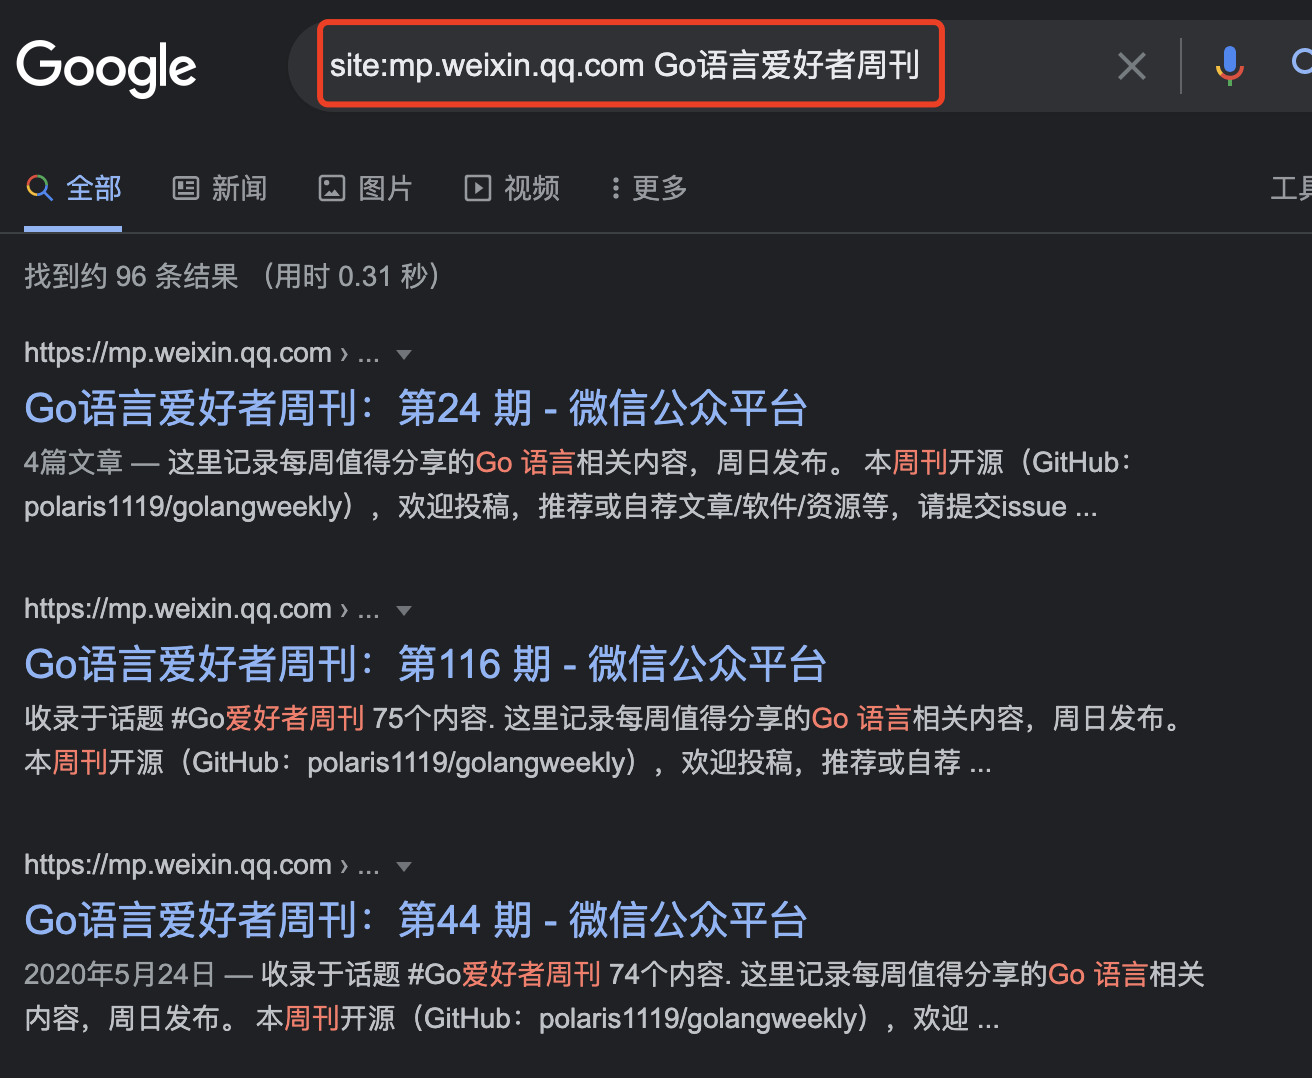 Google
site:mp.weixin.qq.com Go语言爱好者周刊
全部 新闻 图片 视频 更多 工具
找到约 96 条结果 （用时 0.31 秒）
https://mp.weixin.qq.com › ...
Go语言爱好者周刊：第24 期 - 微信公众平台
4篇文章 — 这里记录每周值得分享的Go 语言相关内容，周日发布。 本周刊开源（GitHub：
polaris1119/golangweekly），欢迎投稿，推荐或自荐文章/软件/资源等，请提交issue ...
https://mp.weixin.qq.com › ...
Go语言爱好者周刊：第116 期 - 微信公众平台
收录于话题 #Go爱好者周刊 75个内容. 这里记录每周值得分享的Go 语言相关内容，周日发布。
本周刊开源（GitHub：polaris1119/golangweekly），欢迎投稿，推荐或自荐 ...
https://mp.weixin.qq.com › ...
Go语言爱好者周刊：第44 期 - 微信公众平台
2020年5月24日 — 收录于话题 #Go爱好者周刊 74个内容. 这里记录每周值得分享的Go 语言相关
内容，周日发布。 本周刊开源（GitHub：polaris1119/golangweekly），欢迎 ...